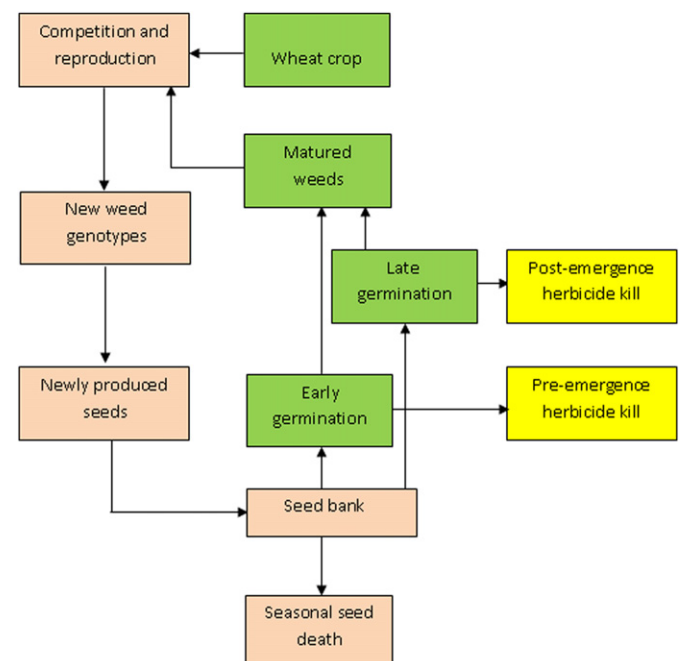 Competition and
reproduction
Wheat crop
Matured
weeds
New weed
genotypes
Late
germination
Post-emergence
herbicide kill
Newly produced
seeds
Early
germination
Pre-emergence
herbicide kill
Seed bank
Seasonal seed
death